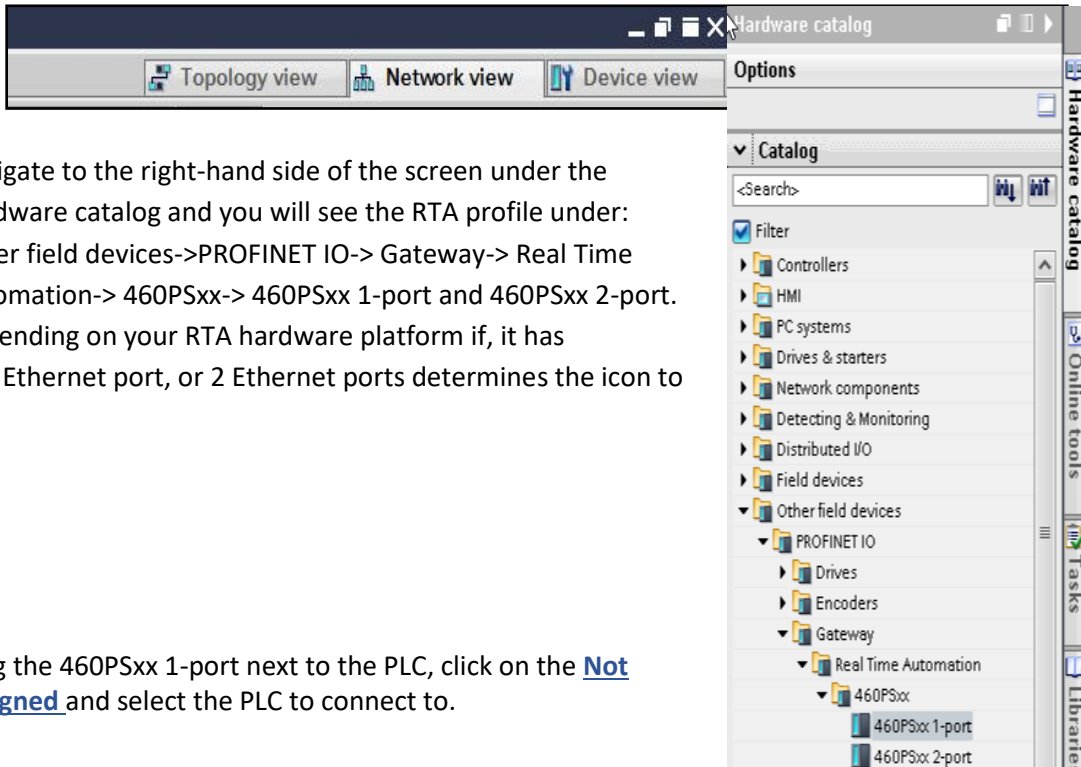 Topology view
Network view
Device view
Hardware catalog
Options
Catalog
<Search>
Filter
Controllers
HMI
PC systems
Drives & starters
Network components
Detecting & Monitoring
Distributed I/O
Field devices
Other field devices
PROFINET IO
Drives
Encoders
Gateway
Real Time Automation
460PSxx
460PSxx 1-port
460PSxx 2-port
Hardware catalog
Online tools
Tasks
Librarie
igate to the right-hand side of the screen under the
dware catalog and you will see the RTA profile under:
er field devices->PROFINET IO-> Gateway-> Real Time
omation-> 460PSxx-> 460PSxx 1-port and 460PSxx 2-port.
ending on your RTA hardware platform if, it has
Ethernet port, or 2 Ethernet ports determines the icon to
g the 460PSxx 1-port next to the PLC, click on the Not
gned and select the PLC to connect to.